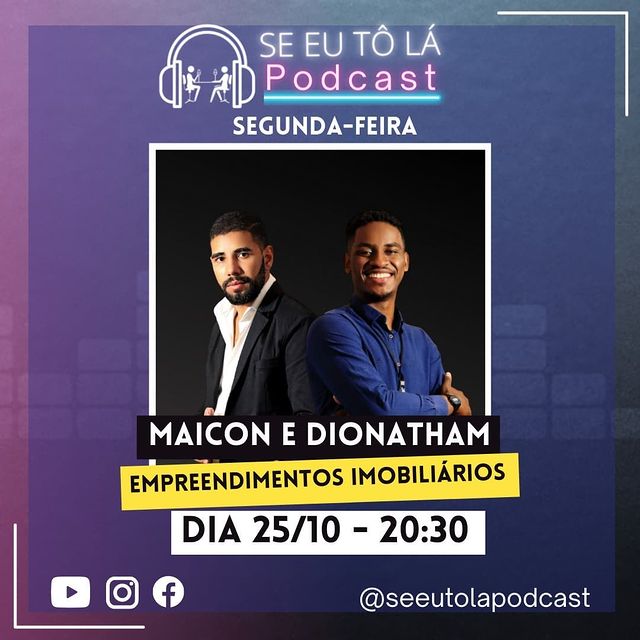 SE EU TÔ LÁ
Podcast
SEGUNDA-FEIRA
MAICON E DIONATHAM
EMPREENDIMENTOS IMOBILIÁRIOS
DIA 25/10 - 20:30
@seeutolapodcast